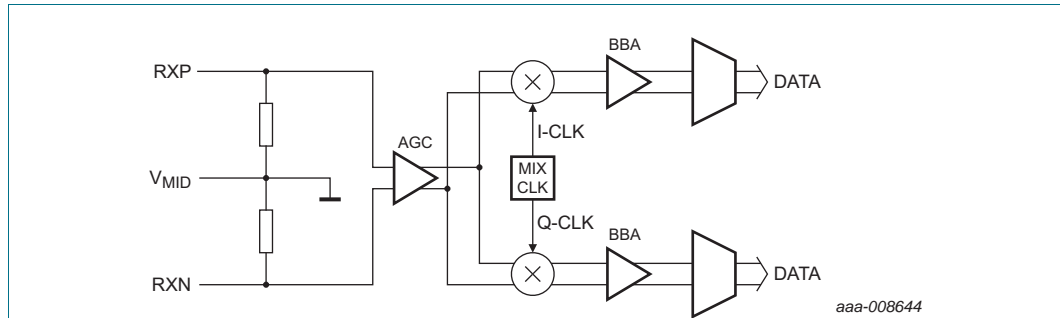 BBA
RXP
DATA
I-CLK
AGC
MIX
CLK
VMID
Q-CLK
BBA
RXN
DATA
aaa-008644